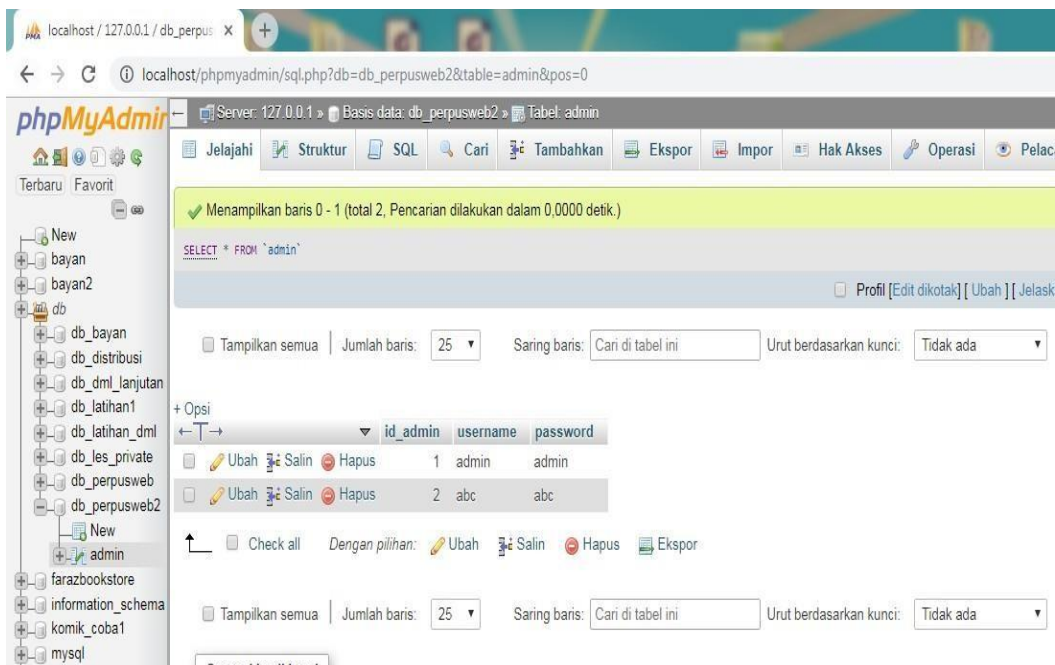 localhost / 127.0.0.1 / db_perpus
localhost/phpmyadmin/sql.php?db=db_perpusweb2&table=admin&pos=0
phpMyAdmin
Terbaru Favorit
New
bayan
bayan2
db
db_bayan
db_distribusi
db_dml_lanjutan
db_latihan1
db_latihan_dml
db_les_private
db_perpusweb
db_perpusweb2
New
admin
farazbookstore
information_schema
komik_coba1
mysql
Server: 127.0.0.1 » Basis data: db_perpusweb2 » Tabel: admin
Jelajahi Struktur SQL Cari Tambahkan Ekspor Impor Hak Akses Operasi Pelac
Menampilkan baris 0 - 1 (total 2, Pencarian dilakukan dalam 0,0000 detik.)
SELECT * FROM `admin`
Profil [Edit dikotak] [ Ubah ] [ Jelask
Tampilkan semua | Jumlah baris: 25 Saring baris: Cari di tabel ini Urut berdasarkan kunci: Tidak ada
+ Opsi
id_admin username password
Ubah Salin Hapus 1 admin admin
Ubah Salin Hapus 2 abc abc
Check all Dengan pilihan: Ubah Salin Hapus Ekspor
Tampilkan semua | Jumlah baris: 25 Saring baris: Cari di tabel ini Urut berdasarkan kunci: Tidak ada